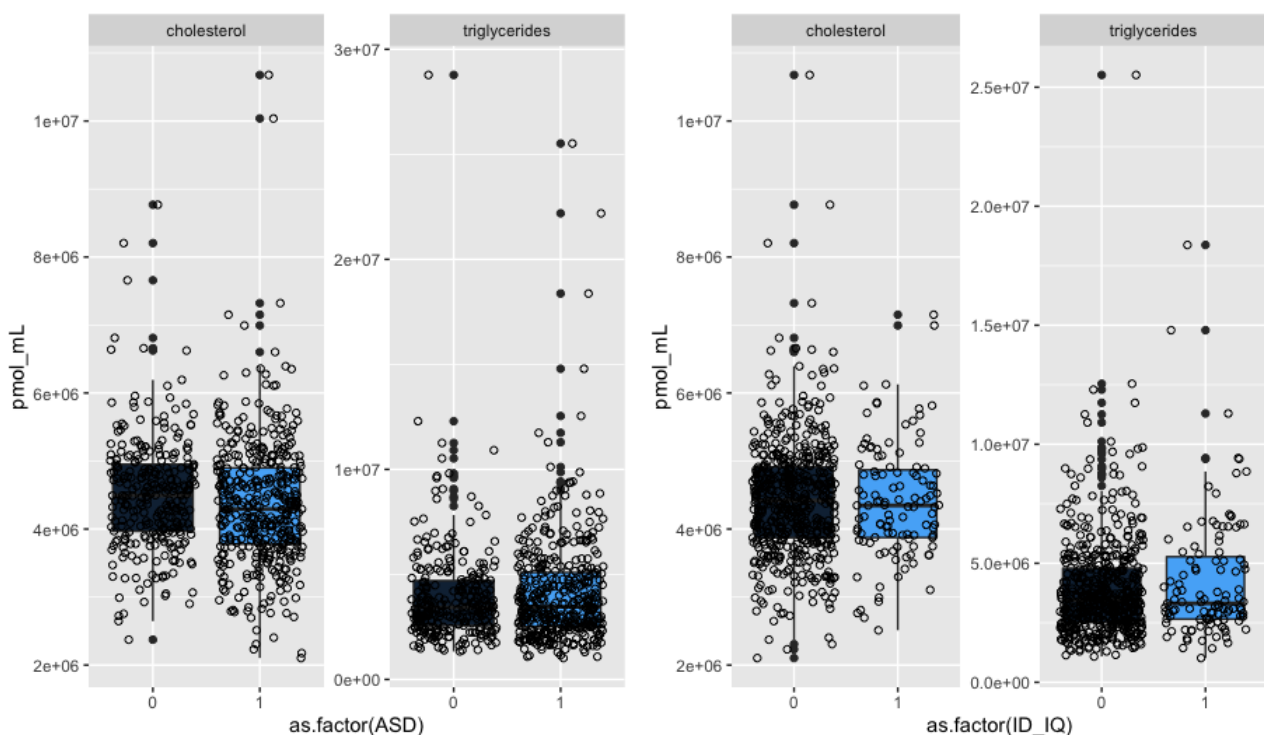 cholesterol
triglycerides
pmol_mL
1e+07
8e+06
6e+06
4e+06
2e+06
3e+07
2e+07
1e+07
0e+00
0
1
0
1
as.factor(ASD)
cholesterol
triglycerides
pmol_mL
1e+07
8e+06
6e+06
4e+06
2e+06
2.5e+07
2.0e+07
1.5e+07
1.0e+07
5.0e+06
0.0e+00
0
1
0
1
as.factor(ID_IQ)